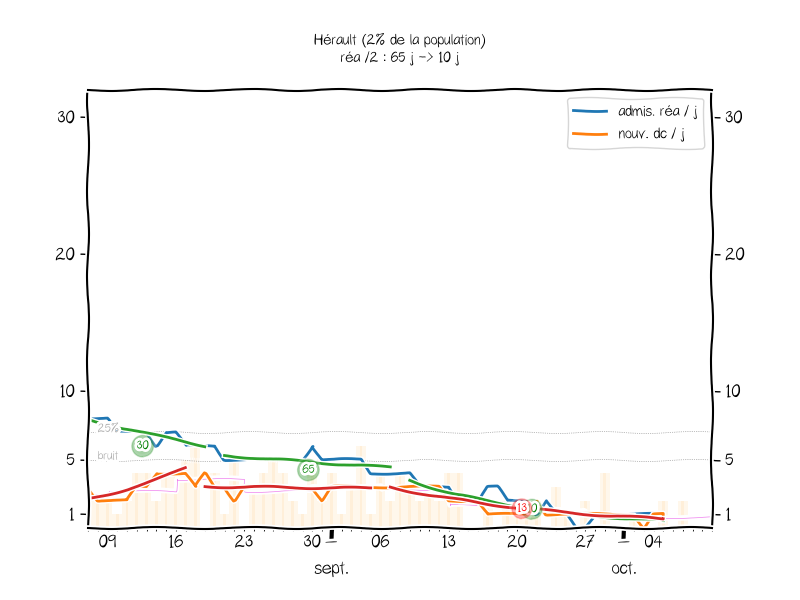 Hérault (2% de la population)
réa /2 : 65 j -> 10 j
admis. réa / j
nouv. dc / j
30
30
20
20
10
10
25%
30
5
bruit
65
5
1
13
1
09 16 23 30 06 13 20 27 04
sept. oct.